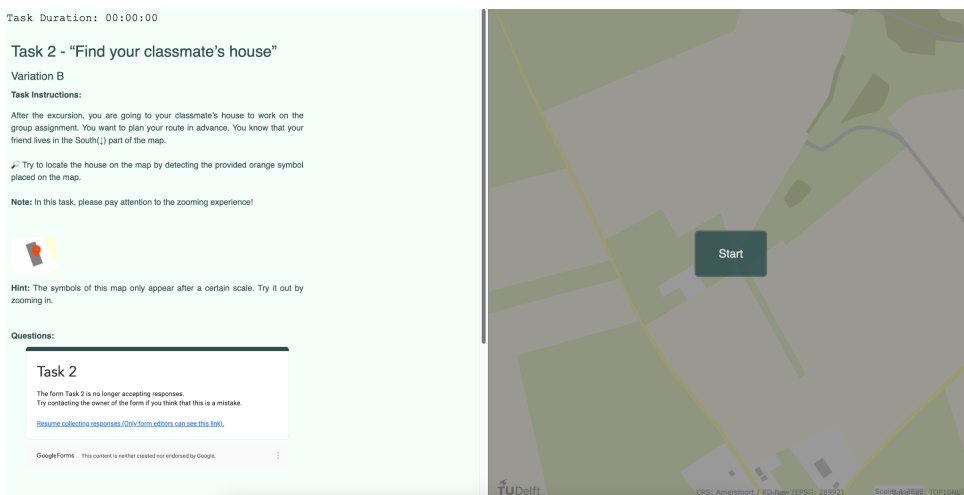 Task Duration: 00:00:00
Task 2 - “Find your classmate’s house”
Variation B
Task Instructions:
After the excursion, you are going to your classmate’s house to work on the
group assignment. You want to plan your route in advance. You know that your
friend lives in the South(↓) part of the map.
🔎 Try to locate the house on the map by detecting the provided orange symbol
placed on the map.
Note: In this task, please pay attention to the zooming experience!
Hint: The symbols of this map only appear after a certain scale. Try it out by
zooming in.
Questions:
Task 2
The form Task 2 is no longer accepting responses.
Try contacting the owner of the form if you think that this is a mistake.
Resume collecting responses (Only form editors can see this link).
Google Forms This content is neither created nor endorsed by Google.
Start
TUDelft
CRS: Amersfoort / RD New (EPSG: 28992)